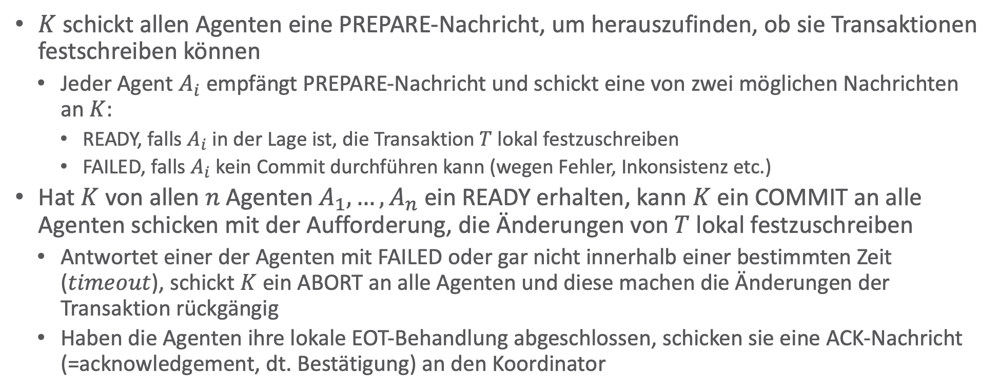 • K schickt allen Agenten eine PREPARE-Nachricht, um herauszufinden, ob sie Transaktionen
festschreiben können
• Jeder Agent Aᵢ empfängt PREPARE-Nachricht und schickt eine von zwei möglichen Nachrichten
an K:
• READY, falls Aᵢ in der Lage ist, die Transaktion T lokal festzuschreiben
• FAILED, falls Aᵢ kein Commit durchführen kann (wegen Fehler, Inkonsistenz etc.)
• Hat K von allen n Agenten A₁, … , Aₙ ein READY erhalten, kann K ein COMMIT an alle
Agenten schicken mit der Aufforderung, die Änderungen von T lokal festzuschreiben
• Antwortet einer der Agenten mit FAILED oder gar nicht innerhalb einer bestimmten Zeit
(timeout), schickt K ein ABORT an alle Agenten und diese machen die Änderungen der
Transaktion rückgängig
• Haben die Agenten ihre lokale EOT-Behandlung abgeschlossen, schicken sie eine ACK-Nachricht
(=acknowledgement, dt. Bestätigung) an den Koordinator